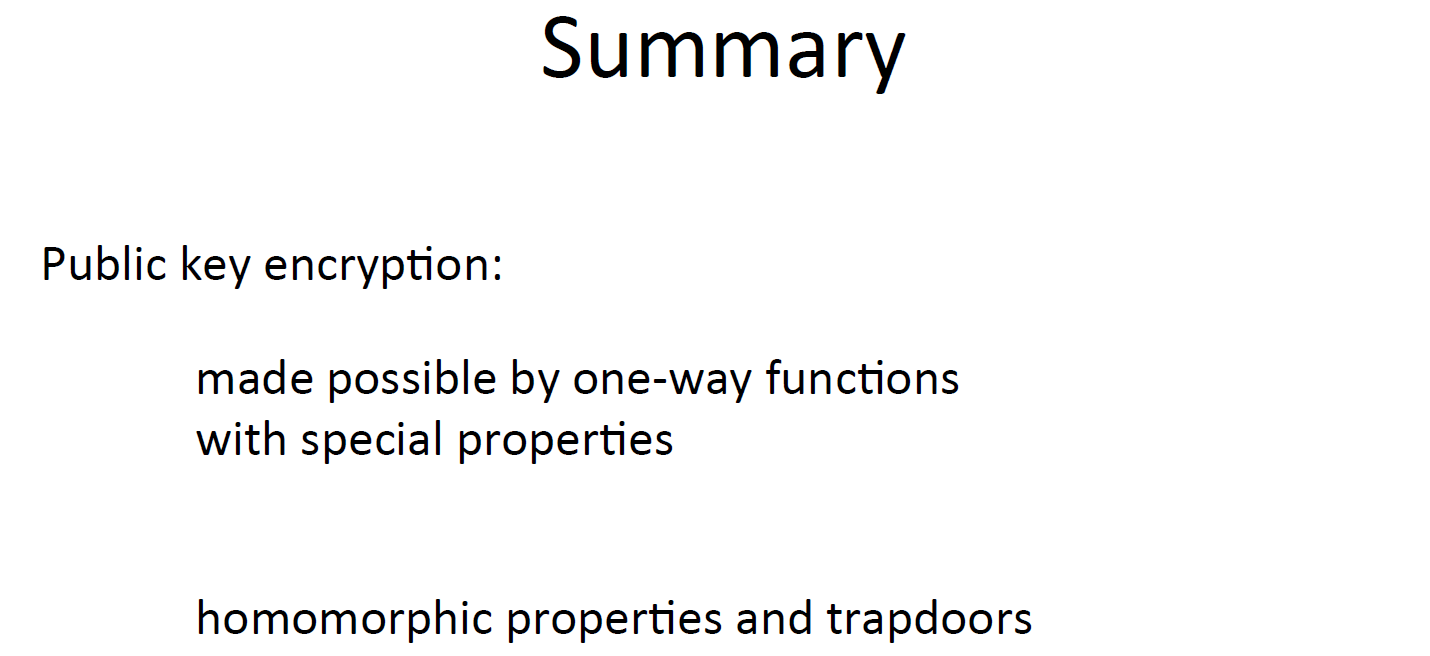 Summary
Public key encryption:
made possible by one-way functions
with special properties
homomorphic properties and trapdoors